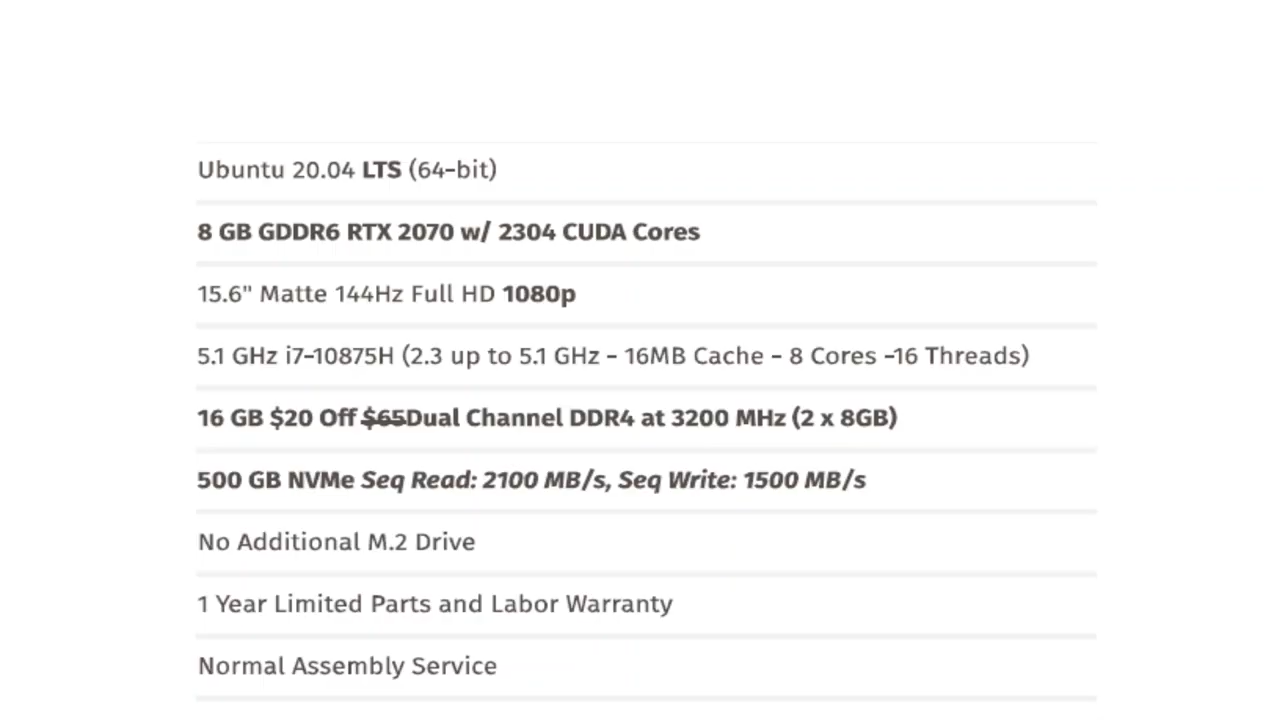 Ubuntu 20.04 LTS (64-bit)
8 GB GDDR6 RTX 2070 w/ 2304 CUDA Cores
15.6" Matte 144Hz Full HD 1080p
5.1 GHz i7-10875H (2.3 up to 5.1 GHz - 16MB Cache - 8 Cores -16 Threads)
16 GB $20 Off $65Dual Channel DDR4 at 3200 MHz (2 x 8GB)
500 GB NVMe Seq Read: 2100 MB/s, Seq Write: 1500 MB/s
No Additional M.2 Drive
1 Year Limited Parts and Labor Warranty
Normal Assembly Service